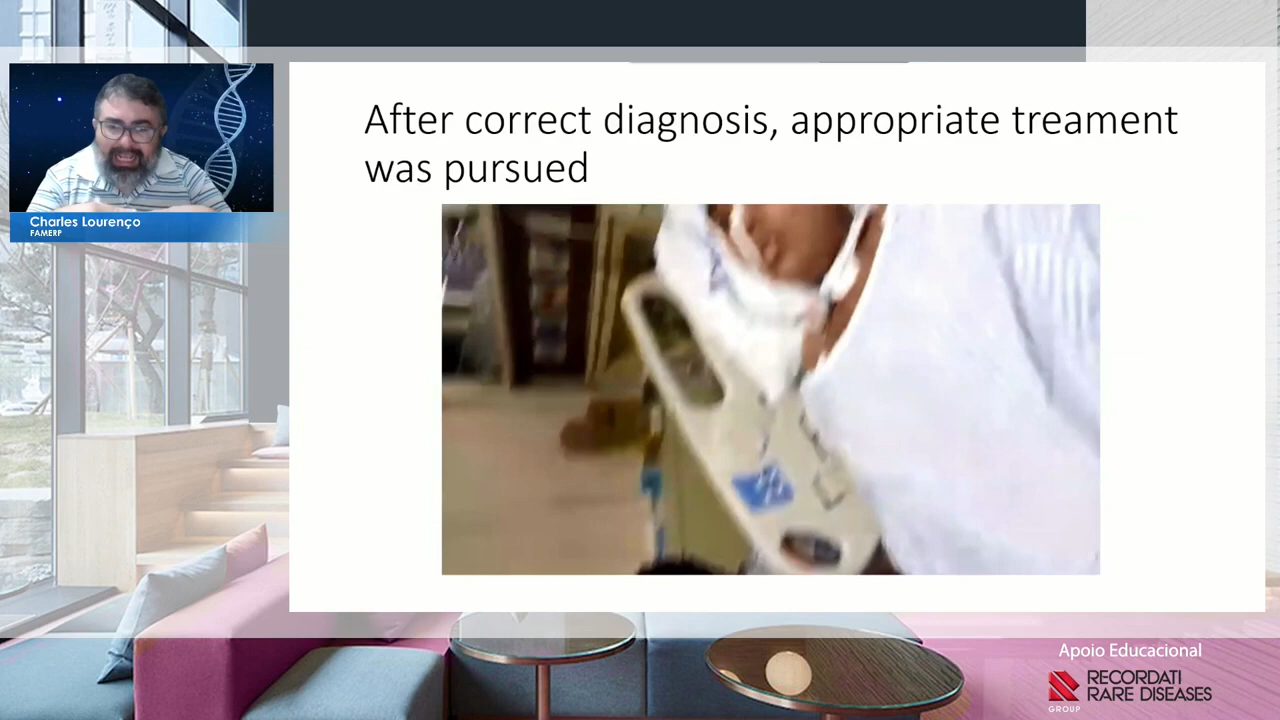 After correct diagnosis, appropriate treament
was pursued
Charles Lourenço
FAMERP
Apoio Educacional
RECORDATI
RARE DISEASES
GROUP